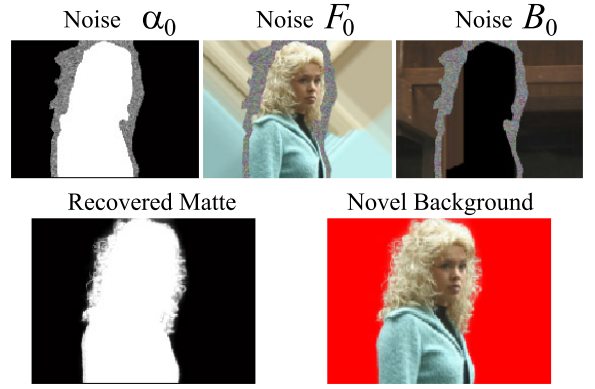 Noise α₀ Noise F₀ Noise B₀
Recovered Matte Novel Background